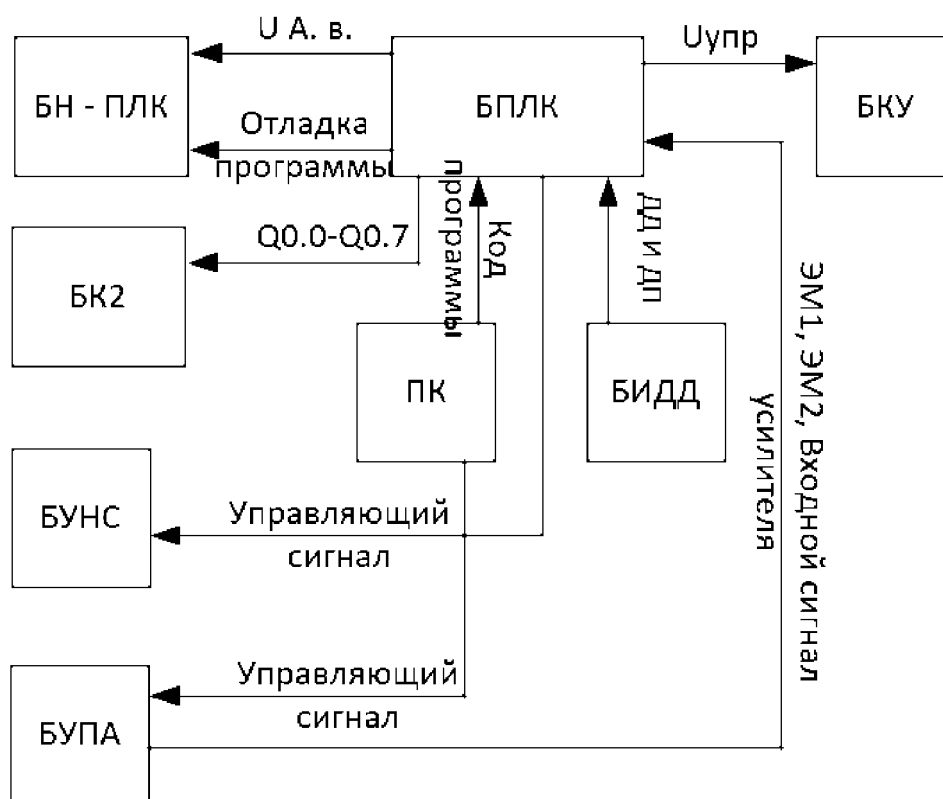 U А. в.
Uупр
БН - ПЛК
БПЛК
БКУ
Отладка
программы
Q0.0-Q0.7
Код
программы
ДД и ДП
БК2
ПК
БИДД
ЭМ1, ЭМ2, Входной сигнал
усилителя
БУНС
Управляющий
сигнал
Управляющий
сигнал
БУПА